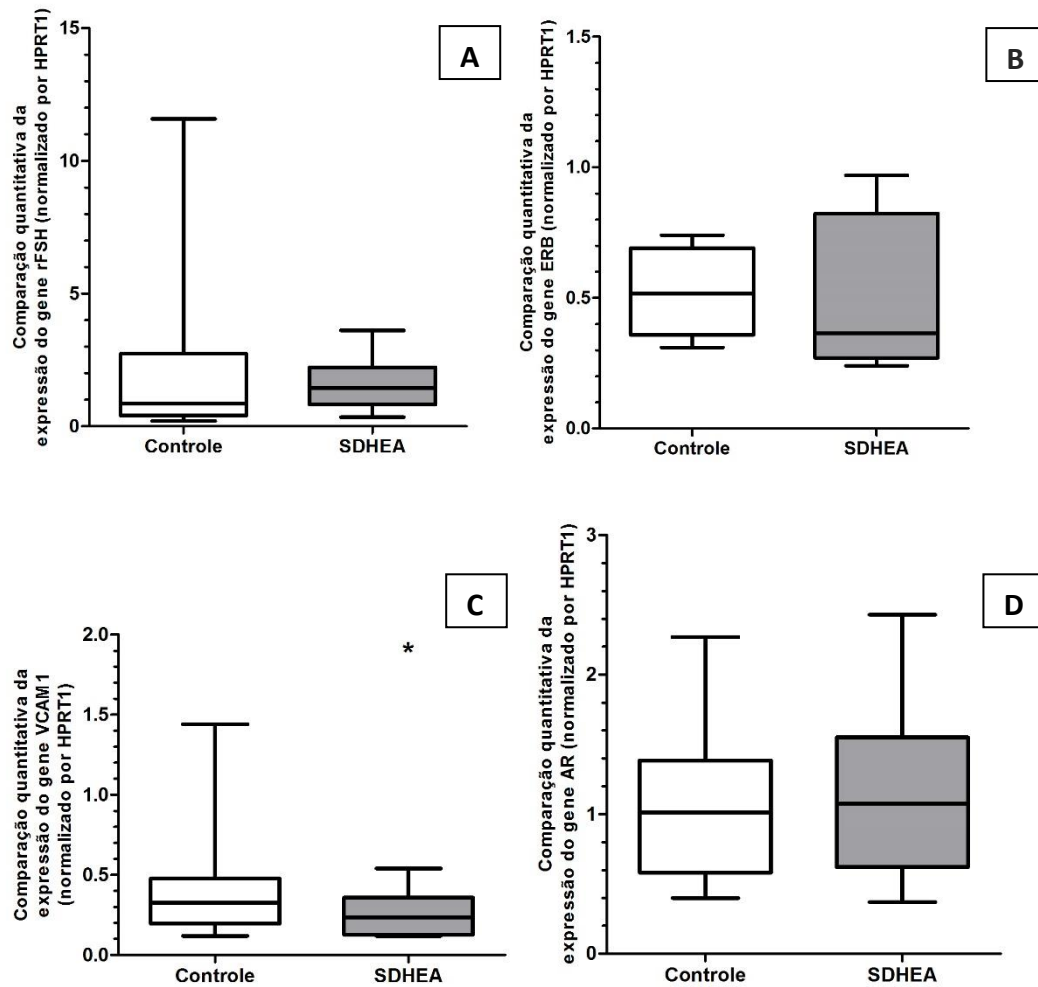 A
Comparação quantitativa da
expressão do gene rFSH (normalizado por HPRT1)
15
10
5
0
Controle SDHEA
B
Comparação quantitativa da
expressão do gene ERB (normalizado por HPRT1)
1.5
1.0
0.5
0.0
Controle SDHEA
C
Comparação quantitativa da
expressão do gene VCAM1
(normalizado por HPRT1)
2.0
1.5
1.0
0.5
0.0
*
Controle SDHEA
D
Comparação quantitativa da
expressão do gene AR (normalizado por HPRT1)
3
2
1
0
Controle SDHEA